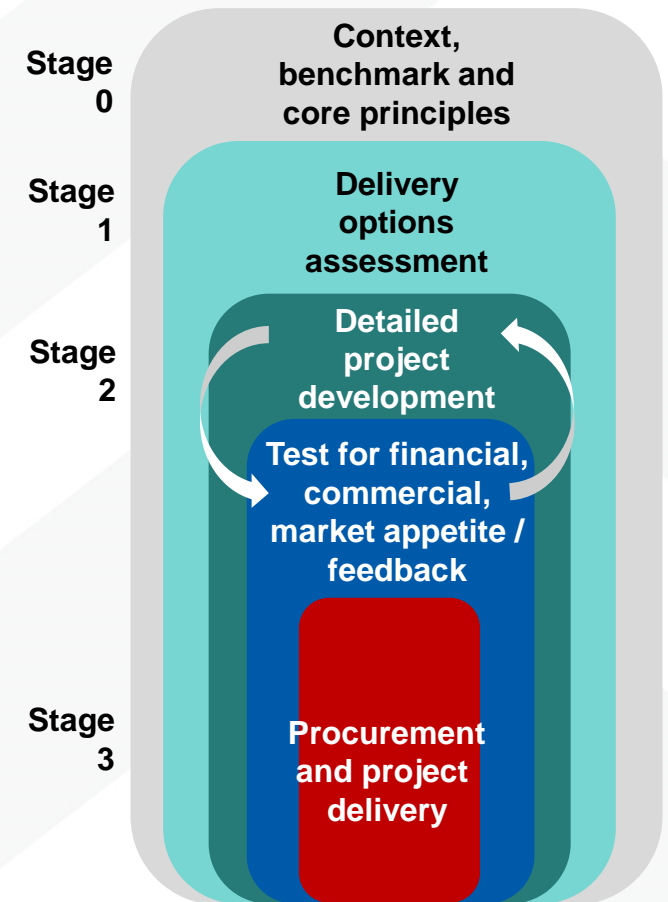 Stage
0
Context,
benchmark and
core principles
Stage
1
Delivery
options
assessment
Stage
2
Detailed
project
development
Test for financial,
commercial,
market appetite /
feedback
Stage
3
Procurement
and project
delivery